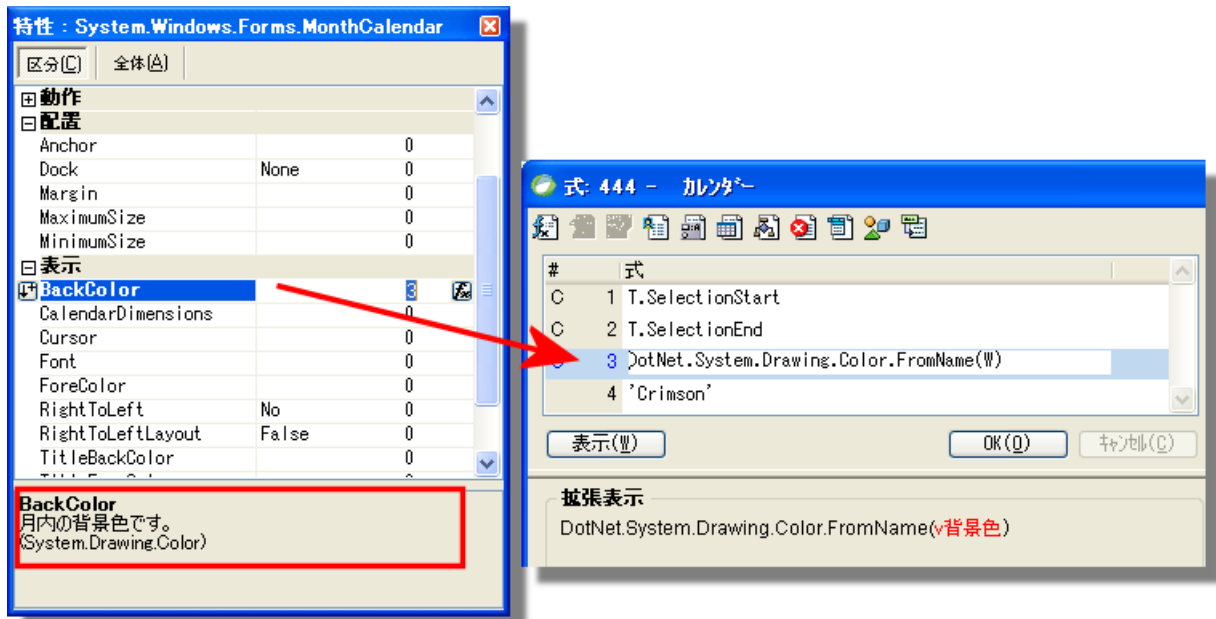 特性 : System.Windows.Forms.MonthCalendar
区分(C) 全体(A)
動作
配置
Anchor 0
Dock None 0
Margin 0
MaximumSize 0
MinimumSize 0
表示
BackColor 3
CalendarDimensions 0
Cursor 0
Font 0
ForeColor 0
RightToLeft No 0
RightToLeftLayout False 0
TitleBackColor 0
BackColor
月内の背景色です。
(System.Drawing.Color)
式: 444 - カレンダー
# 式
C 1 T.SelectionStart
C 2 T.SelectionEnd
3 DotNet.System.Drawing.Color.FromName(W)
4 'Crimson'
表示(W) OK(O) キャンセル(C)
拡張表示
DotNet.System.Drawing.Color.FromName(v背景色)